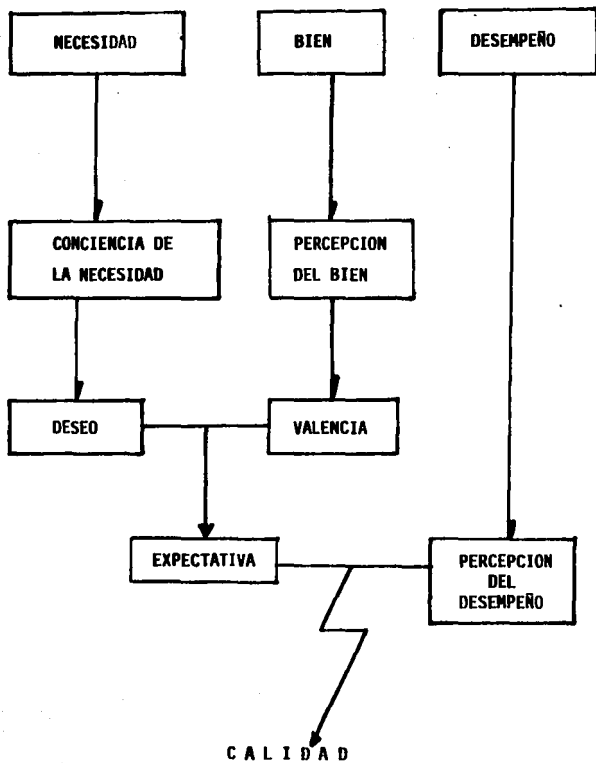 NECESIDAD
BIEN
DESEMPEÑO
CONCIENCIA DE
LA NECESIDAD
PERCEPCION
DEL BIEN
DESEO
VALENCIA
EXPECTATIVA
PERCEPCION
DEL
DESEMPEÑO
CALIDAD